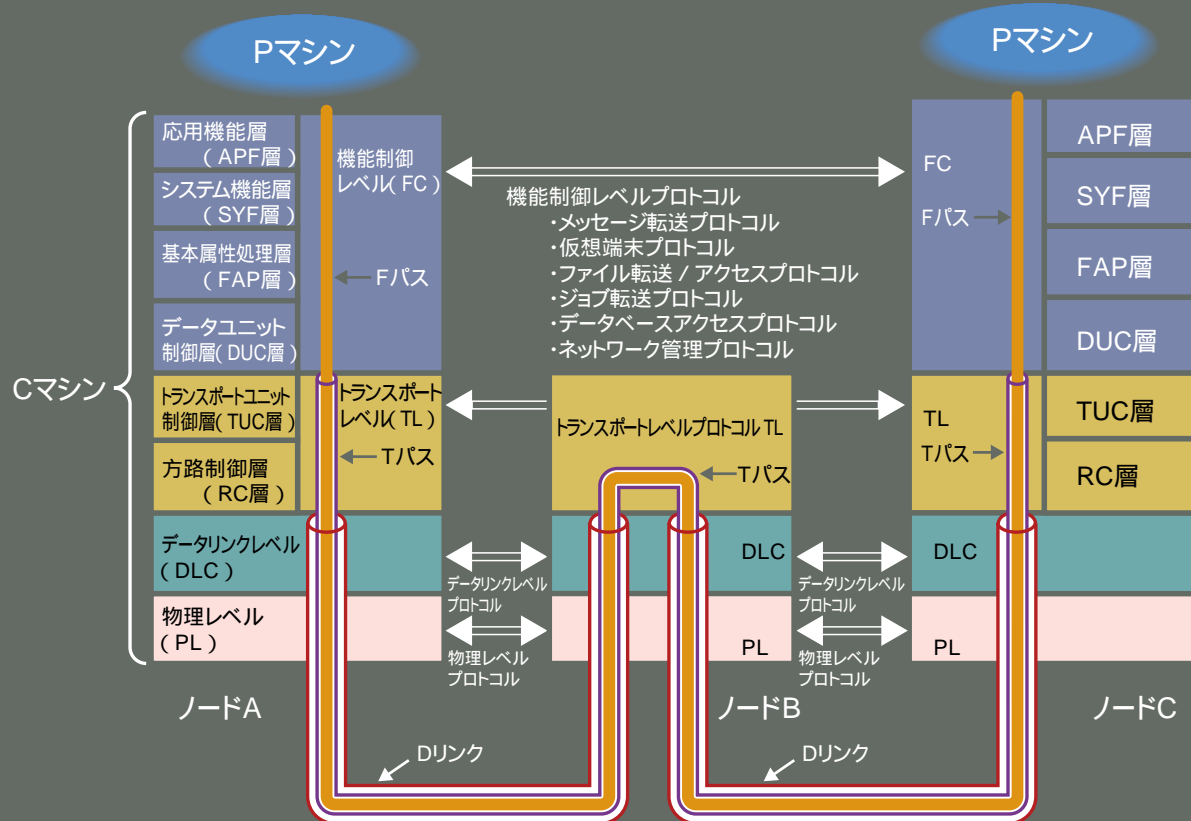 Pマシン
Pマシン
Cマシン
応用機能層
( APF層 )
システム機能層
( SYF層 )
基本属性処理層
( FAP層 )
データユニット
制御層( DUC層 )
トランスポートユニット
制御層( TUC層 )
方路制御層
( RC層 )
データリンクレベル
( DLC )
物理レベル
( PL )
機能制御
レベル( FC )
Fパス
トランスポート
レベル( TL )
Tパス
機能制御レベルプロトコル
・メッセージ転送プロトコル
・仮想端末プロトコル
・ファイル転送 / アクセスプロトコル
・ジョブ転送プロトコル
・データベースアクセスプロトコル
・ネットワーク管理プロトコル
トランスポートレベルプロトコル TL
Tパス
DLC
PL
データリンクレベル
プロトコル
物理レベル
プロトコル
データリンクレベル
プロトコル
物理レベル
プロトコル
FC
Fパス
TL
Tパス
DLC
PL
APF層
SYF層
FAP層
DUC層
TUC層
RC層
ノードA
ノードB
ノードC
Dリンク
Dリンク